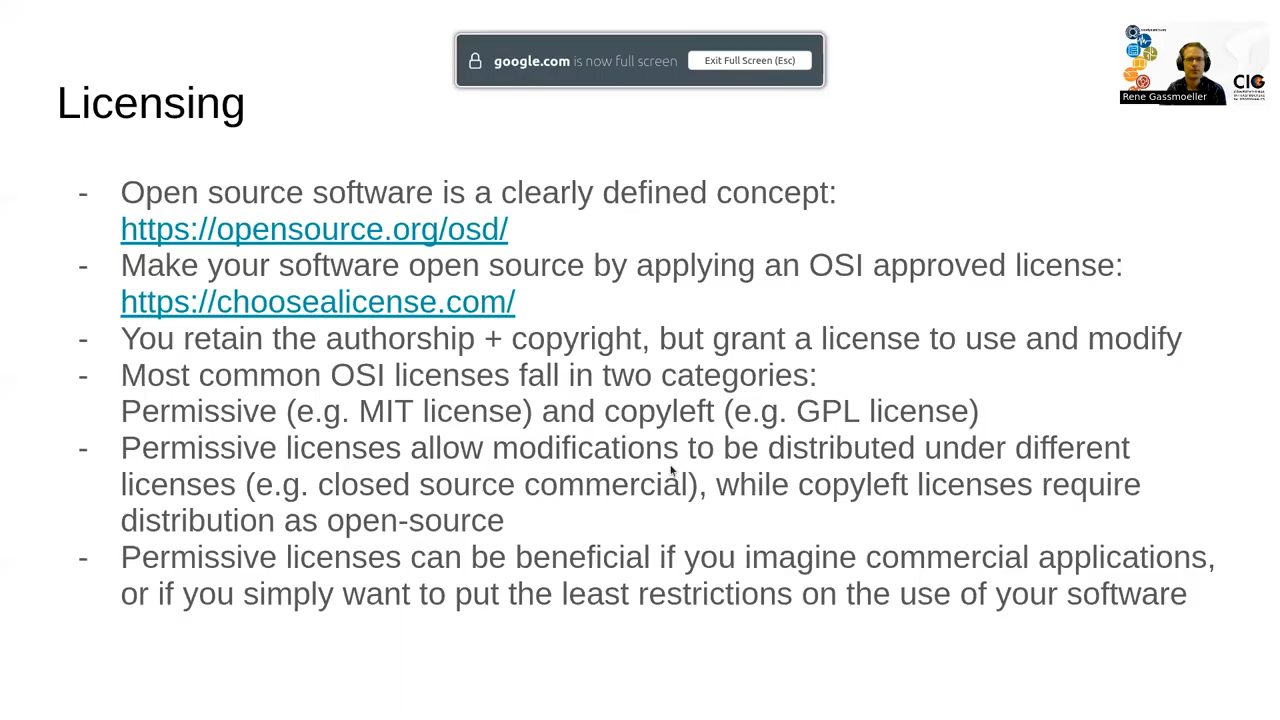 google.com is now full screen
Exit Full Screen (Esc)
Rene Gassmoeller
CIG
Licensing
- Open source software is a clearly defined concept:
https://opensource.org/osd/
- Make your software open source by applying an OSI approved license:
https://choosealicense.com/
- You retain the authorship + copyright, but grant a license to use and modify
- Most common OSI licenses fall in two categories:
Permissive (e.g. MIT license) and copyleft (e.g. GPL license)
- Permissive licenses allow modifications to be distributed under different
licenses (e.g. closed source commercial), while copyleft licenses require
distribution as open-source
- Permissive licenses can be beneficial if you imagine commercial applications,
or if you simply want to put the least restrictions on the use of your software